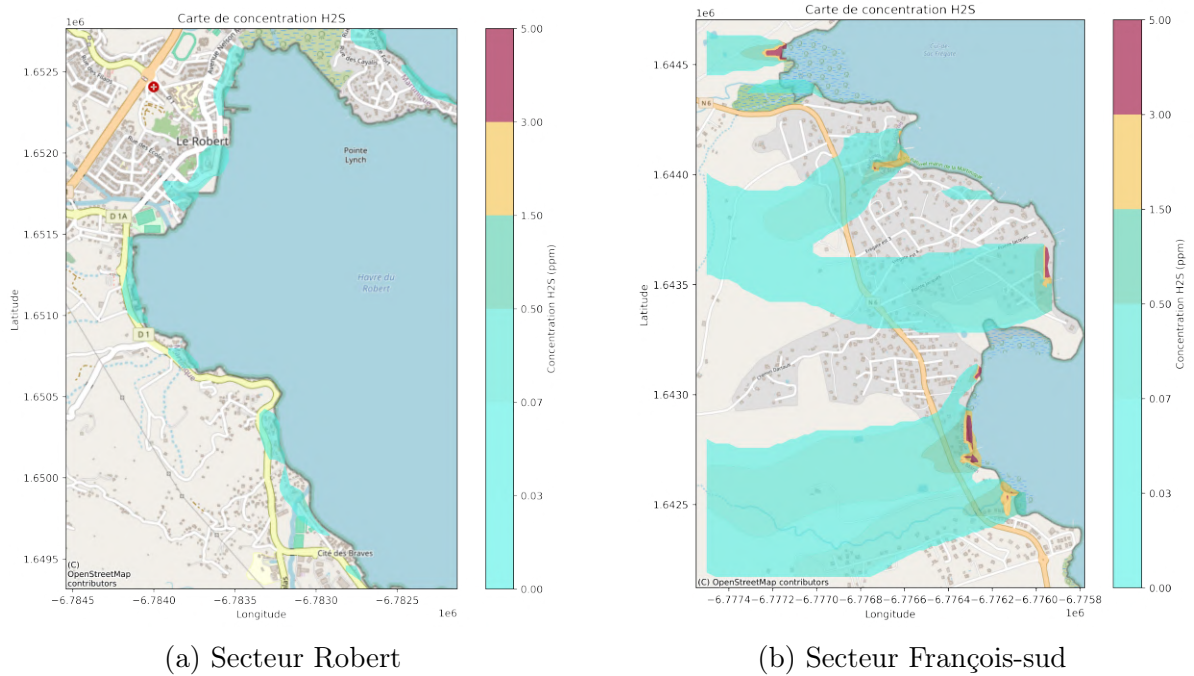 Carte de concentration H2S
1e6
1.6525
1.6520
1.6515
1.6510
1.6505
1.6500
1.6495
Latitude
Le Robert
Pointe
Lynch
D 1A
Havre du
Robert
D 1
Cité des Braves
(C)
OpenStreetMap
contributors
−6.7845
−6.7840
−6.7835
−6.7830
−6.7825
1e6
Longitude
5.00
3.00
1.50
0.50
0.07
0.03
0.00
Concentration H2S (ppm)
(a) Secteur Robert
Carte de concentration H2S
1e6
1.6445
1.6440
1.6435
1.6430
1.6425
Latitude
N 6
(C) OpenStreetMap contributors
−6.7774
−6.7772
−6.7770
−6.7768
−6.7766
−6.7764
−6.7762
−6.7760
−6.7758
1e6
Longitude
5.00
3.00
1.50
0.50
0.07
0.03
0.00
Concentration H2S (ppm)
(b) Secteur François-sud